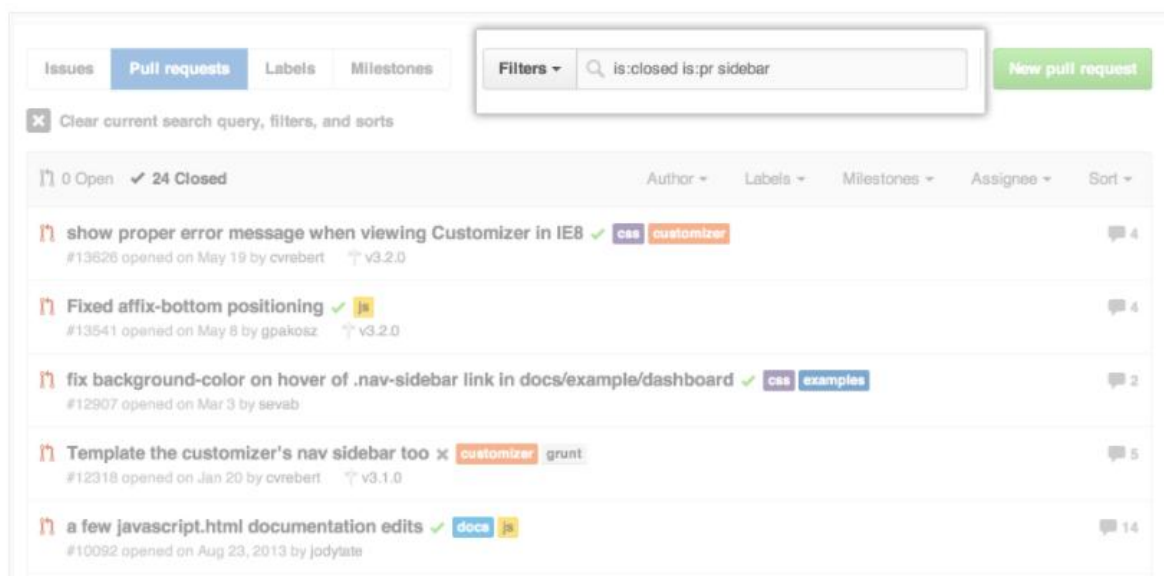 Issues Pull requests Labels Milestones Filters is:closed is:pr sidebar New pull request
Clear current search query, filters, and sorts
0 Open 24 Closed Author Labels Milestones Assignee Sort
show proper error message when viewing Customizer in IE8 css customizer 4
#13626 opened on May 19 by cvrebert v3.2.0
Fixed affix-bottom positioning js 4
#13541 opened on May 8 by gpakosz v3.2.0
fix background-color on hover of .nav-sidebar link in docs/example/dashboard css examples 2
#12907 opened on Mar 3 by sevab
Template the customizer's nav sidebar too customizer grunt 5
#12318 opened on Jan 20 by cvrebert v3.1.0
a few javascript.html documentation edits docs js 14
#10092 opened on Aug 23, 2013 by jodytate